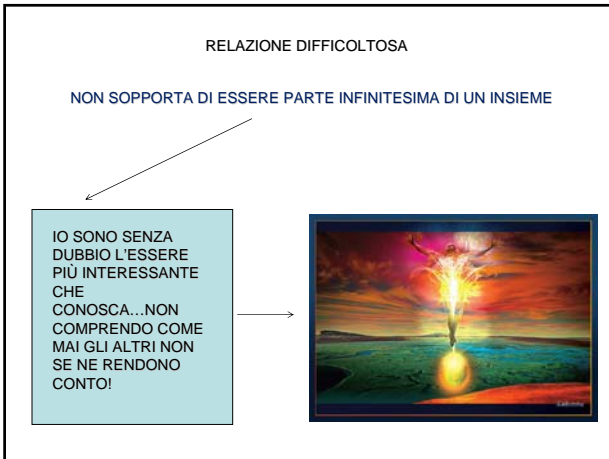 RELAZIONE DIFFICOLTOSA
NON SOPPORTA DI ESSERE PARTE INFINITESIMA DI UN INSIEME
IO SONO SENZA
DUBBIO L'ESSERE
PIÙ INTERESSANTE
CHE
CONOSCA...NON
COMPRENDO COME
MAI GLI ALTRI NON
SE NE RENDONO
CONTO!